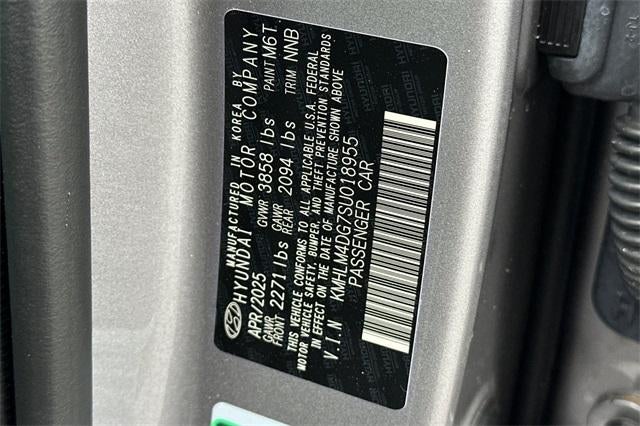 MANUFACTURED IN KOREA BY
HYUNDAI MOTOR COMPANY
APR/2025 GVWR 3858 lbs PAINT M6T
GAWR FRONT 2271 lbs GAWR REAR 2094 lbs TRIM NNB
THIS VEHICLE CONFORMS TO ALL APPLICABLE U.S.A. FEDERAL
MOTOR VEHICLE SAFETY, BUMPER, AND THEFT PREVENTION STANDARDS
IN EFFECT ON THE DATE OF MANUFACTURE SHOWN ABOVE
V.I.N KMHLM4DG7SU018955
PASSENGER CAR